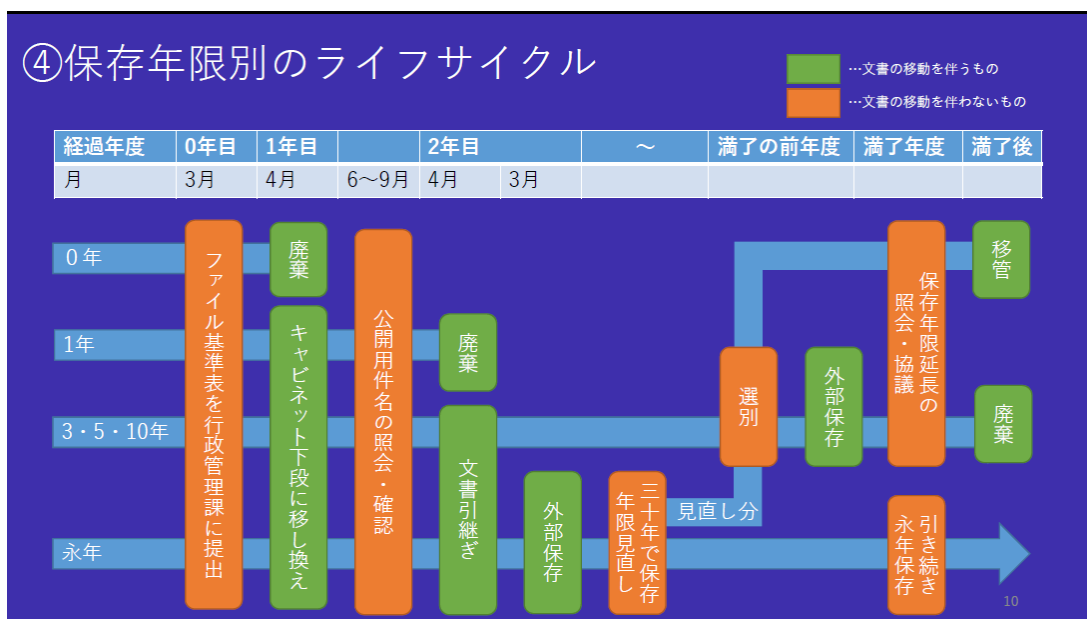 ④保存年限別のライフサイクル
…文書の移動を伴うもの
…文書の移動を伴わないもの
経過年度 0年目 1年目 2年目 ～ 満了の前年度 満了年度 満了後
月 3月 4月 6～9月 4月 3月
0年
1年
3・5・10年
永年
ファイル基準表を行政管理課に提出
廃棄
キャビネット下段に移し換え
公開用件名の照会・確認
廃棄
文書引継ぎ
外部保存
三十年で保存
年限見直し
見直し分
選別
外部保存
保存年限延長の
照会・協議
引き続き
永年保存
移管
廃棄
10